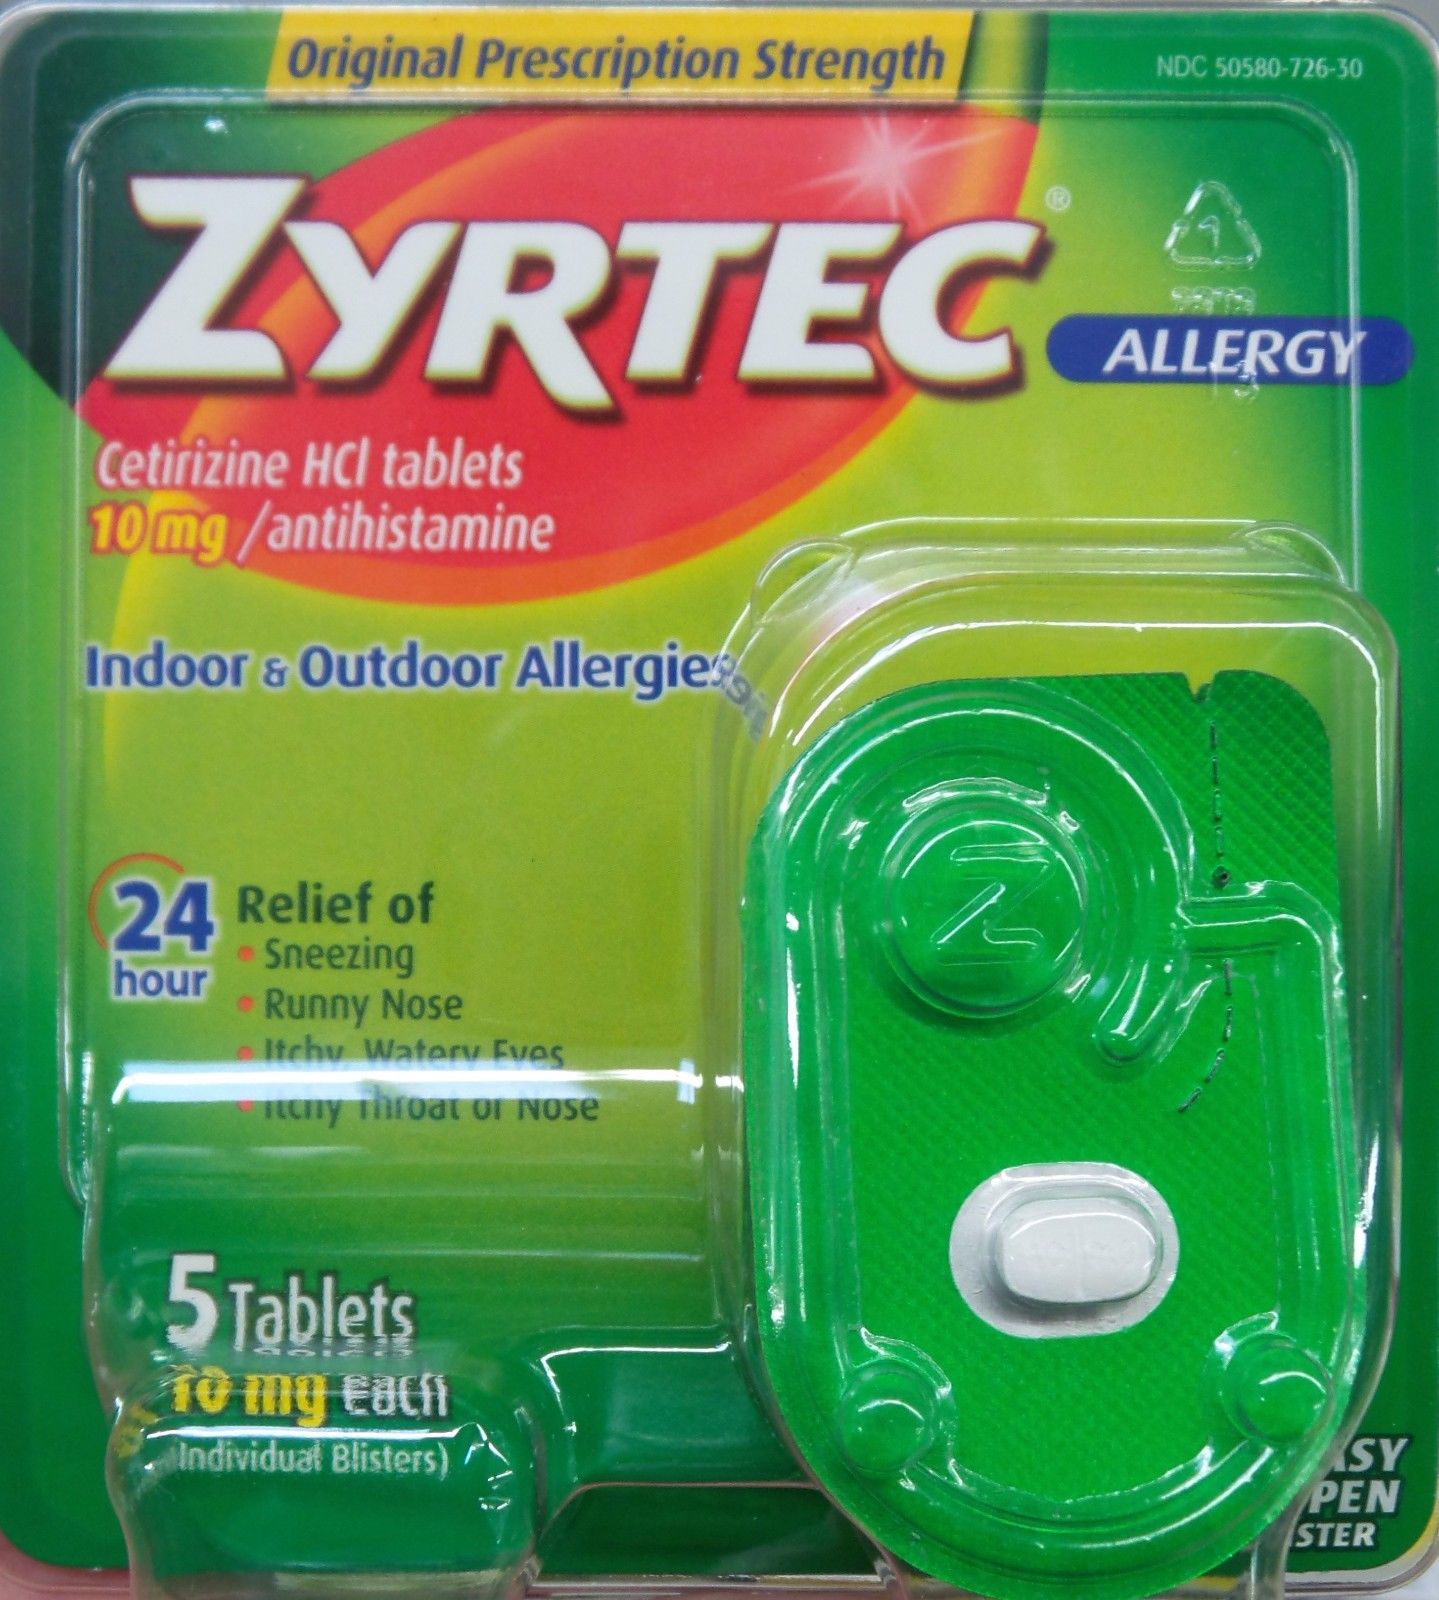 Original Prescription Strength
NDC 50580-726-30
ZYRTEC®
ALLERGY
Cetirizine HCl tablets
10 mg /antihistamine
Indoor & Outdoor Allergies
24
hour
Relief of
• Sneezing
• Runny Nose
• Itchy, Watery Eyes
• Itchy Throat or Nose
5 Tablets
10 mg each
(Individual Blisters)
Z
1